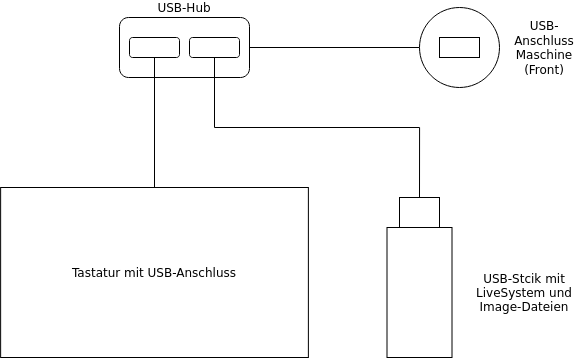 USB-Hub
USB-
Anschluss
Maschine
(Front)
Tastatur mit USB-Anschluss
USB-Stcik mit
LiveSystem und
Image-Dateien